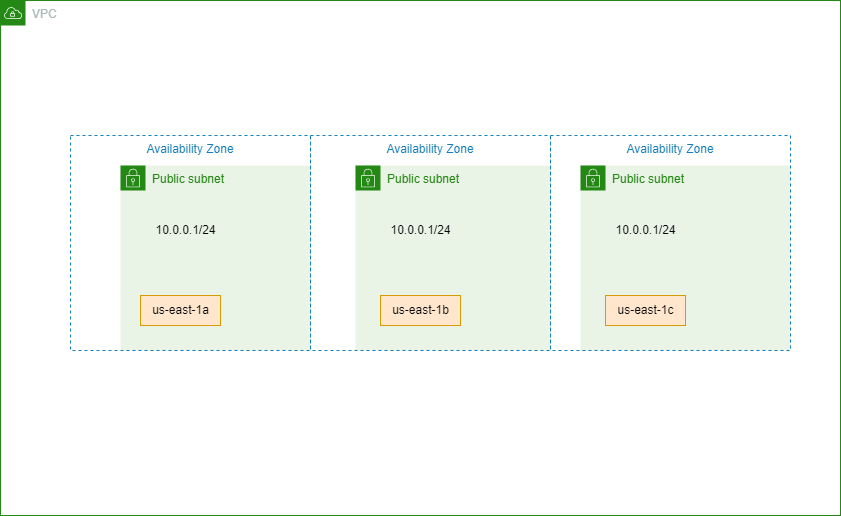 VPC
Availability Zone
Availability Zone
Availability Zone
Public subnet
Public subnet
Public subnet
10.0.0.1/24
10.0.0.1/24
10.0.0.1/24
us-east-1a
us-east-1b
us-east-1c